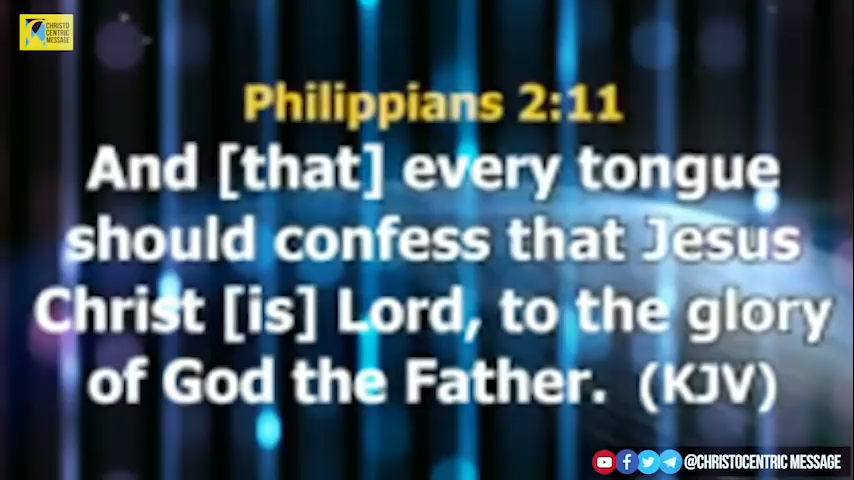 CHRISTO
CENTRIC
MESSAGE
Philippians 2:11
And [that] every tongue
should confess that Jesus
Christ [is] Lord, to the glory
of God the Father. (KJV)
@CHRISTOCENTRIC MESSAGE